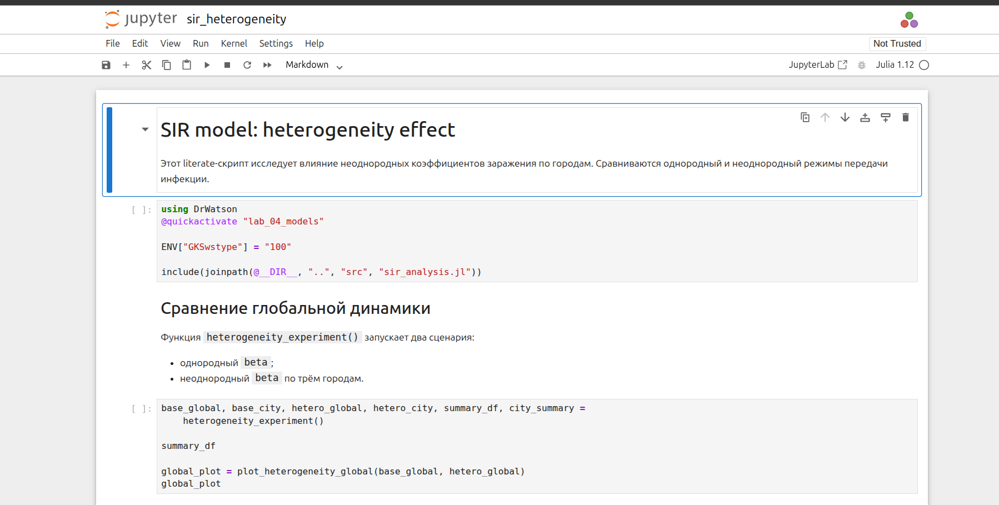 jupyter sir_heterogeneity
File Edit View Run Kernel Settings Help
Not Trusted
Markdown
JupyterLab
Julia 1.12
SIR model: heterogeneity effect
Этот literate-скрипт исследует влияние неоднородных коэффициентов заражения по городам. Сравниваются однородный и неоднородный режимы передачи
инфекции.
[ ]:
using DrWatson
@quickactivate "lab_04_models"
ENV["GKSwstype"] = "100"
include(joinpath(@__DIR__, "..", "src", "sir_analysis.jl"))
Сравнение глобальной динамики
Функция heterogeneity_experiment() запускает два сценария:
• однородный beta;
• неоднородный beta по трём городам.
[ ]:
base_global, base_city, hetero_global, hetero_city, summary_df, city_summary =
    heterogeneity_experiment()
summary_df
global_plot = plot_heterogeneity_global(base_global, hetero_global)
global_plot